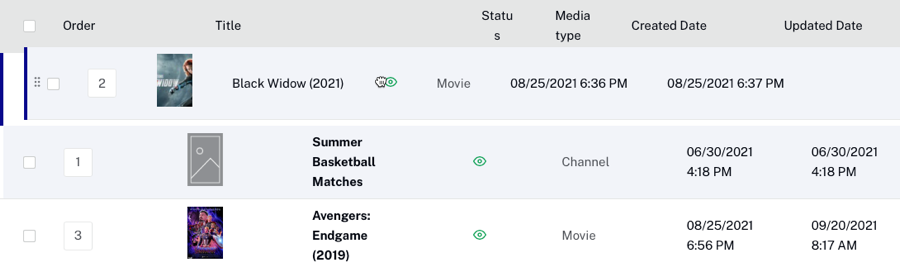 Order Title Status Media type Created Date Updated Date
2 WIDOW Black Widow (2021) Movie 08/25/2021 6:36 PM 08/25/2021 6:37 PM
1 Summer Basketball Matches Channel 06/30/2021 4:18 PM 06/30/2021 4:18 PM
3 Avengers: Endgame (2019) Movie 08/25/2021 6:56 PM 09/20/2021 8:17 AM